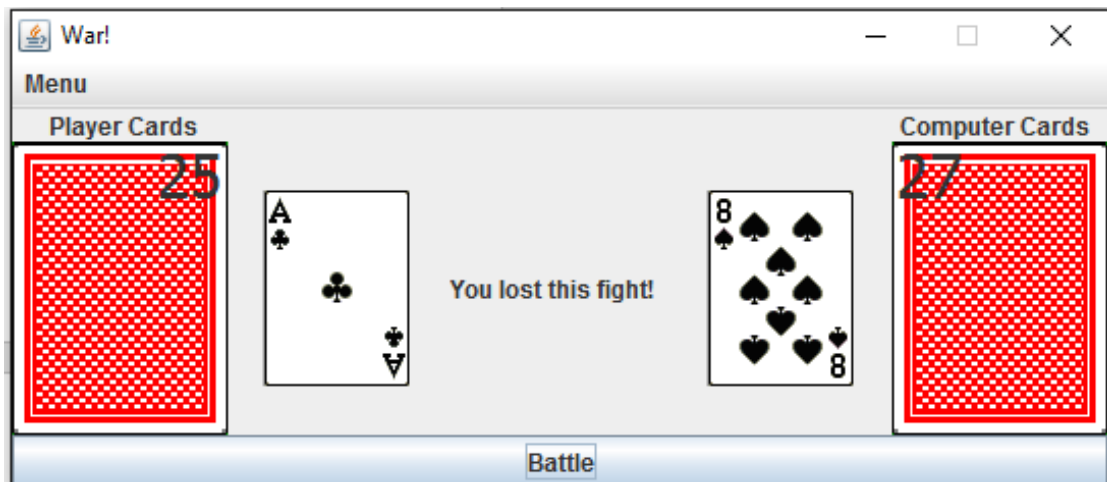 War!
Menu
Player Cards
Computer Cards
25
27
A
8
You lost this fight!
A
8
Battle